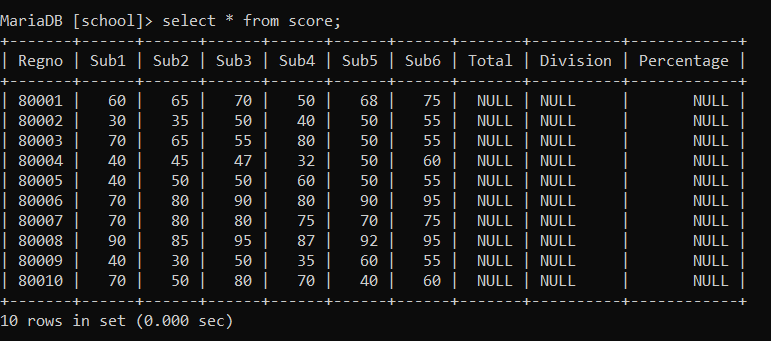 MariaDB [school]> select * from score;
+-------+------+------+------+------+------+------+-------+----------+------------+
| Regno | Sub1 | Sub2 | Sub3 | Sub4 | Sub5 | Sub6 | Total | Division | Percentage |
+-------+------+------+------+------+------+------+-------+----------+------------+
| 80001 |   60 |   65 |   70 |   50 |   68 |   75 |  NULL | NULL     |       NULL |
| 80002 |   30 |   35 |   50 |   40 |   50 |   55 |  NULL | NULL     |       NULL |
| 80003 |   70 |   65 |   55 |   80 |   50 |   55 |  NULL | NULL     |       NULL |
| 80004 |   40 |   45 |   47 |   32 |   50 |   60 |  NULL | NULL     |       NULL |
| 80005 |   40 |   50 |   50 |   60 |   50 |   55 |  NULL | NULL     |       NULL |
| 80006 |   70 |   80 |   90 |   80 |   90 |   95 |  NULL | NULL     |       NULL |
| 80007 |   70 |   80 |   80 |   75 |   70 |   75 |  NULL | NULL     |       NULL |
| 80008 |   90 |   85 |   95 |   87 |   92 |   95 |  NULL | NULL     |       NULL |
| 80009 |   40 |   30 |   50 |   35 |   60 |   55 |  NULL | NULL     |       NULL |
| 80010 |   70 |   50 |   80 |   70 |   40 |   60 |  NULL | NULL     |       NULL |
+-------+------+------+------+------+------+------+-------+----------+------------+
10 rows in set (0.000 sec)